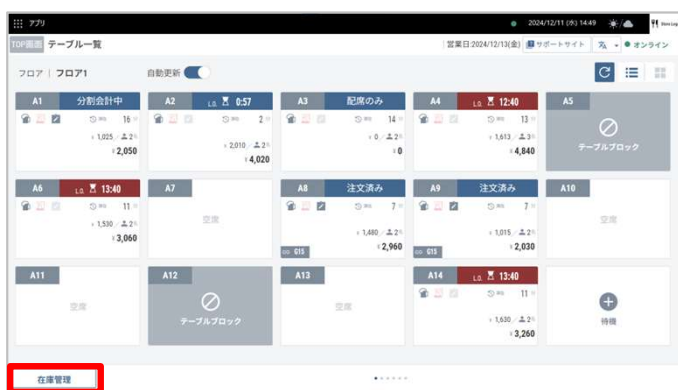 アプリ
2024/12/11 (水) 14:49
TOP画面 テーブル一覧
営業日:2024/12/13(金) サポートサイト オンライン
フロア | フロア1 自動更新
A1 分割会計中
16
1,025 / 2
2,050
A2 L.O. 0:57
2
2,010 / 2
4,020
A3 配席のみ
14
0 / 2
0
A4 L.O. 12:40
13
1,613 / 3
4,840
A5
テーブルブロック
A6 L.O. 13:40
11
1,530 / 2
3,060
A7
空席
A8 注文済み
7
1,480 / 2
G15 2,960
A9 注文済み
7
1,015 / 2
G15 2,030
A10
空席
A11
空席
A12
テーブルブロック
A13
空席
A14 L.O. 13:40
11
1,630 / 2
3,260
待機
在庫管理